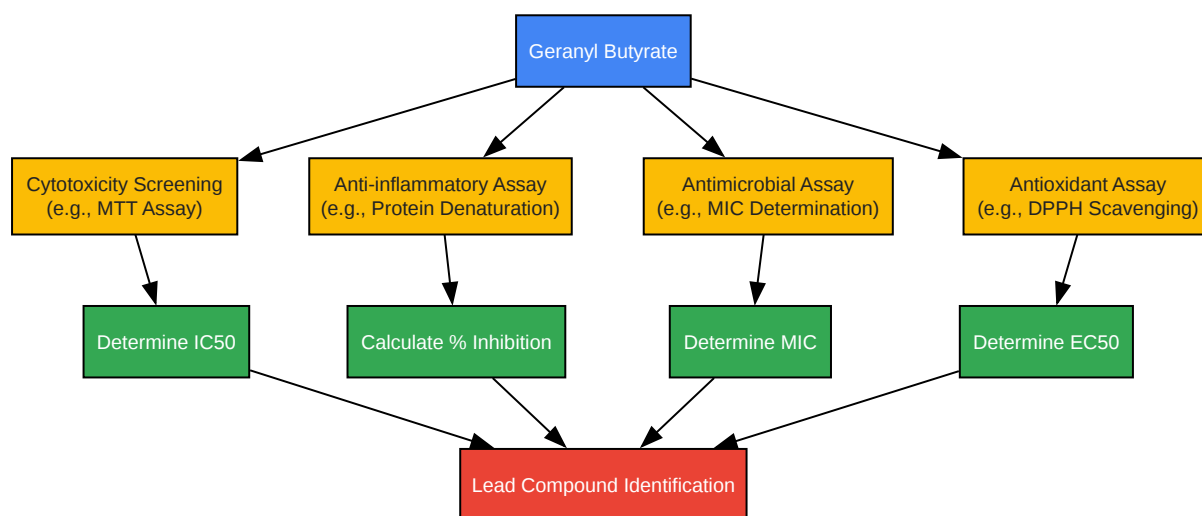 Geranyl Butyrate
Cytotoxicity Screening
(e.g., MTT Assay)
Anti-inflammatory Assay
(e.g., Protein Denaturation)
Antimicrobial Assay
(e.g., MIC Determination)
Antioxidant Assay
(e.g., DPPH Scavenging)
Determine IC50
Calculate % Inhibition
Determine MIC
Determine EC50
Lead Compound Identification